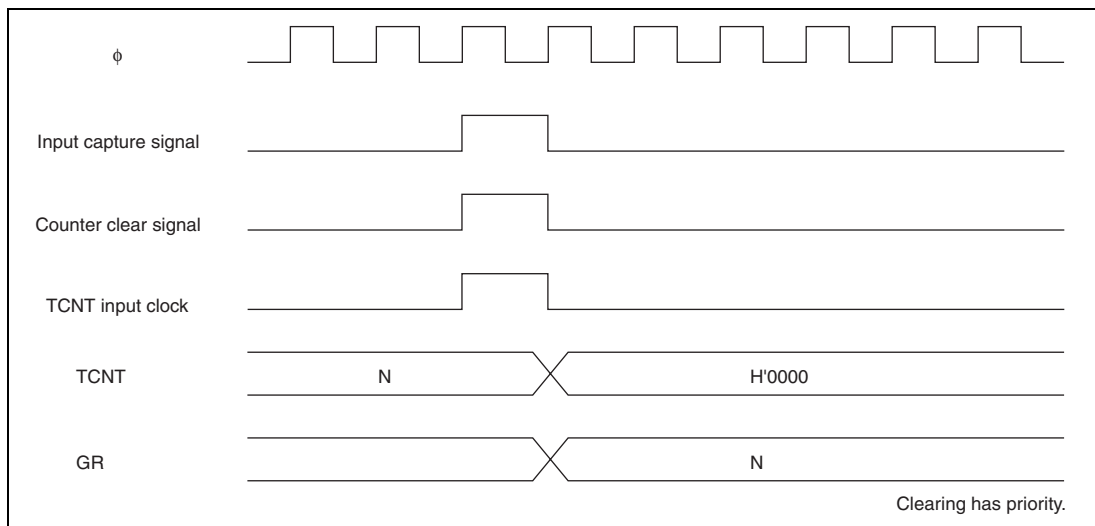 ϕ
Input capture signal
Counter clear signal
TCNT input clock
TCNT N H'0000
GR N
Clearing has priority.